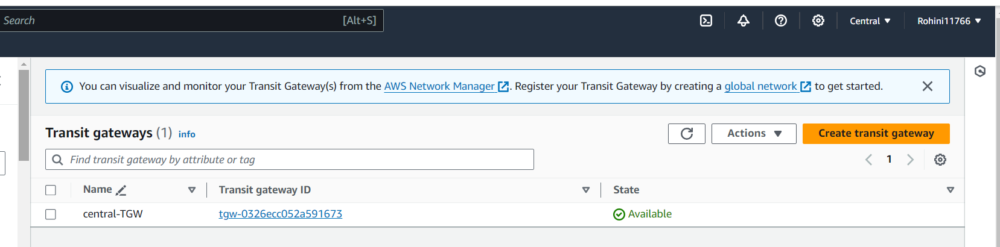 Search [Alt+S] Central ▼ Rohini11766 ▼
You can visualize and monitor your Transit Gateway(s) from the AWS Network Manager. Register your Transit Gateway by creating a global network to get started.
Transit gateways (1) info Actions ▼ Create transit gateway
Find transit gateway by attribute or tag 1
Name Transit gateway ID State
central-TGW tgw-0326ecc052a591673 Available